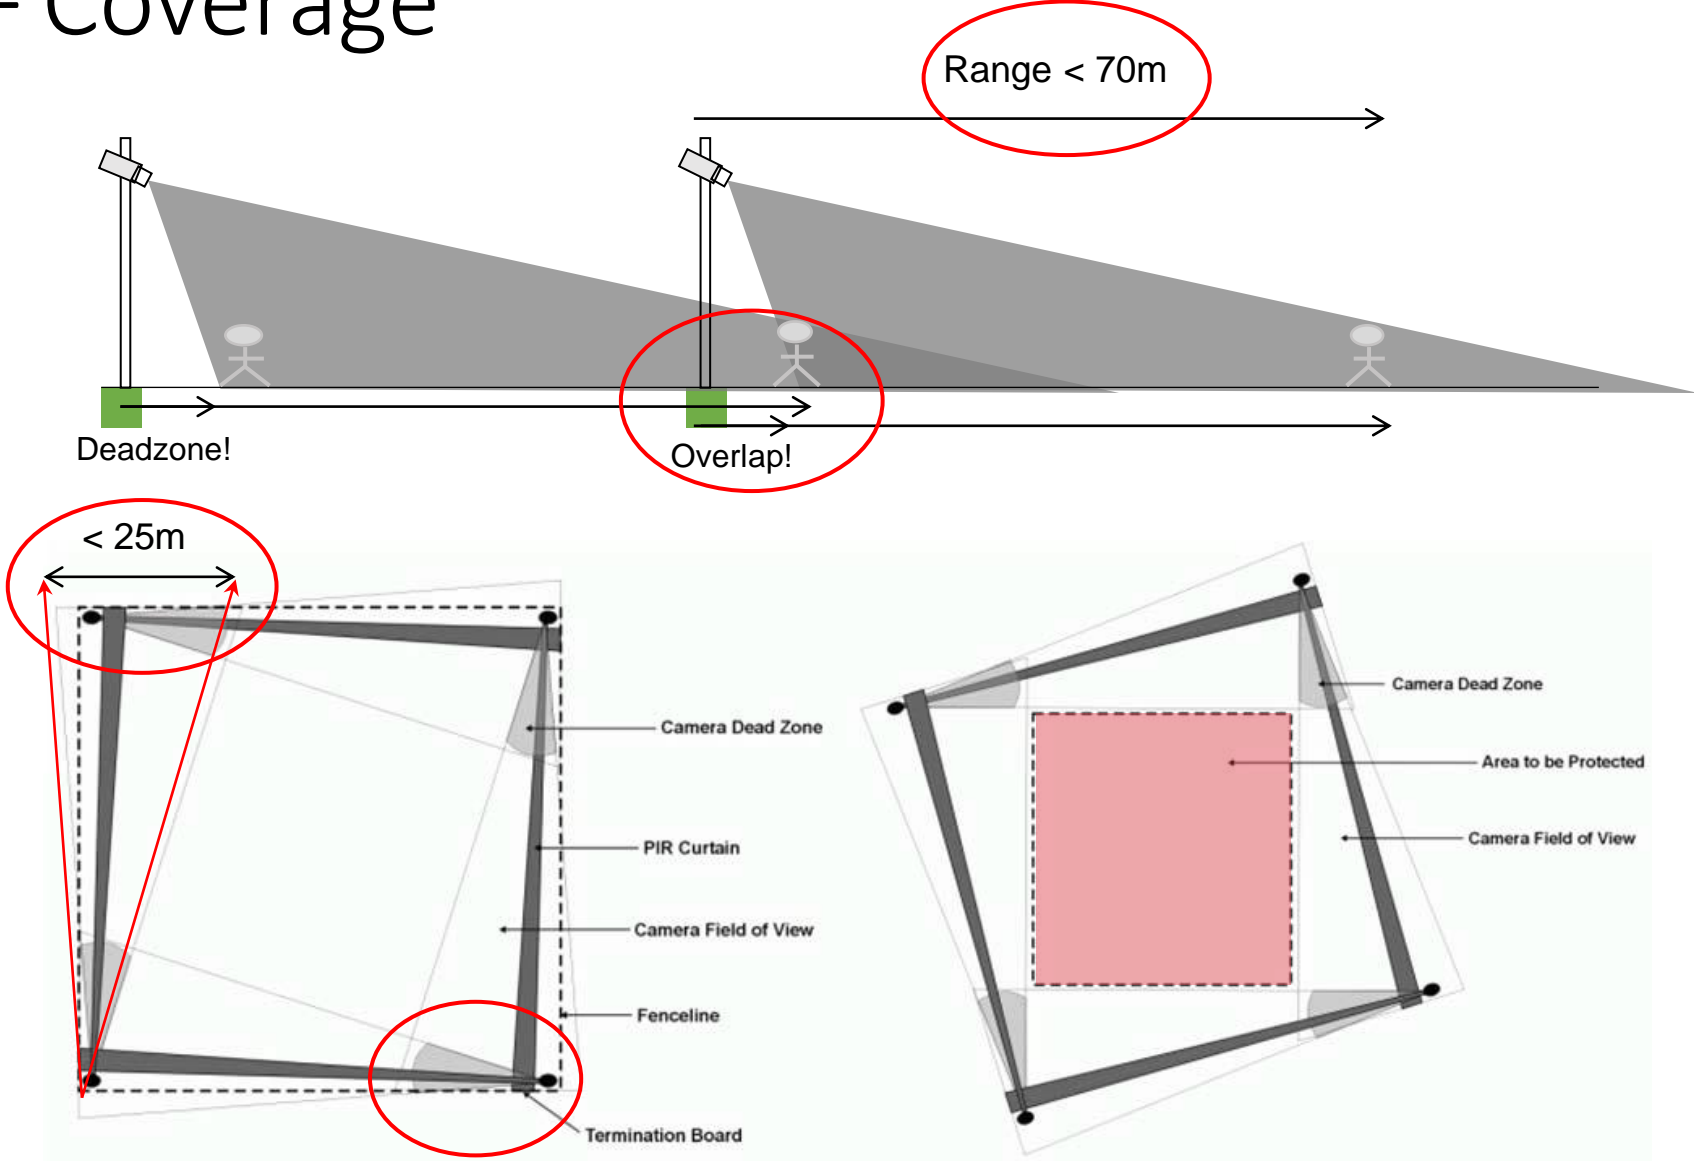 - Coverage
Range < 70m
Deadzone!
Overlap!
< 25m
Camera Dead Zone
PIR Curtain
Camera Field of View
Fenceline
Termination Board
Camera Dead Zone
Area to be Protected
Camera Field of View